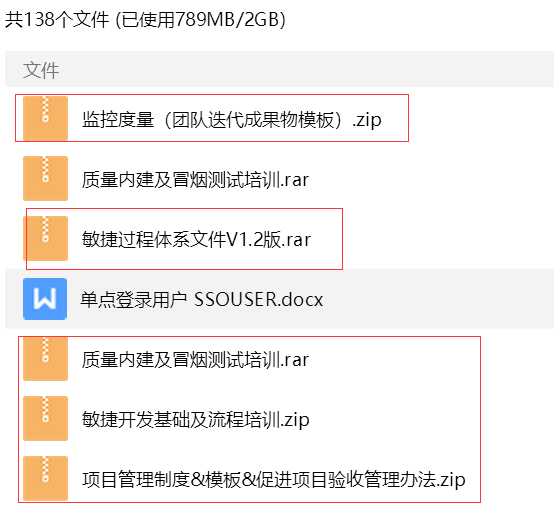 共138个文件 (已使用789MB/2GB)
文件
监控度量（团队迭代成果物模板）.zip
质量内建及冒烟测试培训.rar
敏捷过程体系文件V1.2版.rar
单点登录用户 SSOUSER.docx
质量内建及冒烟测试培训.rar
敏捷开发基础及流程培训.zip
项目管理制度&模板&促进项目验收管理办法.zip